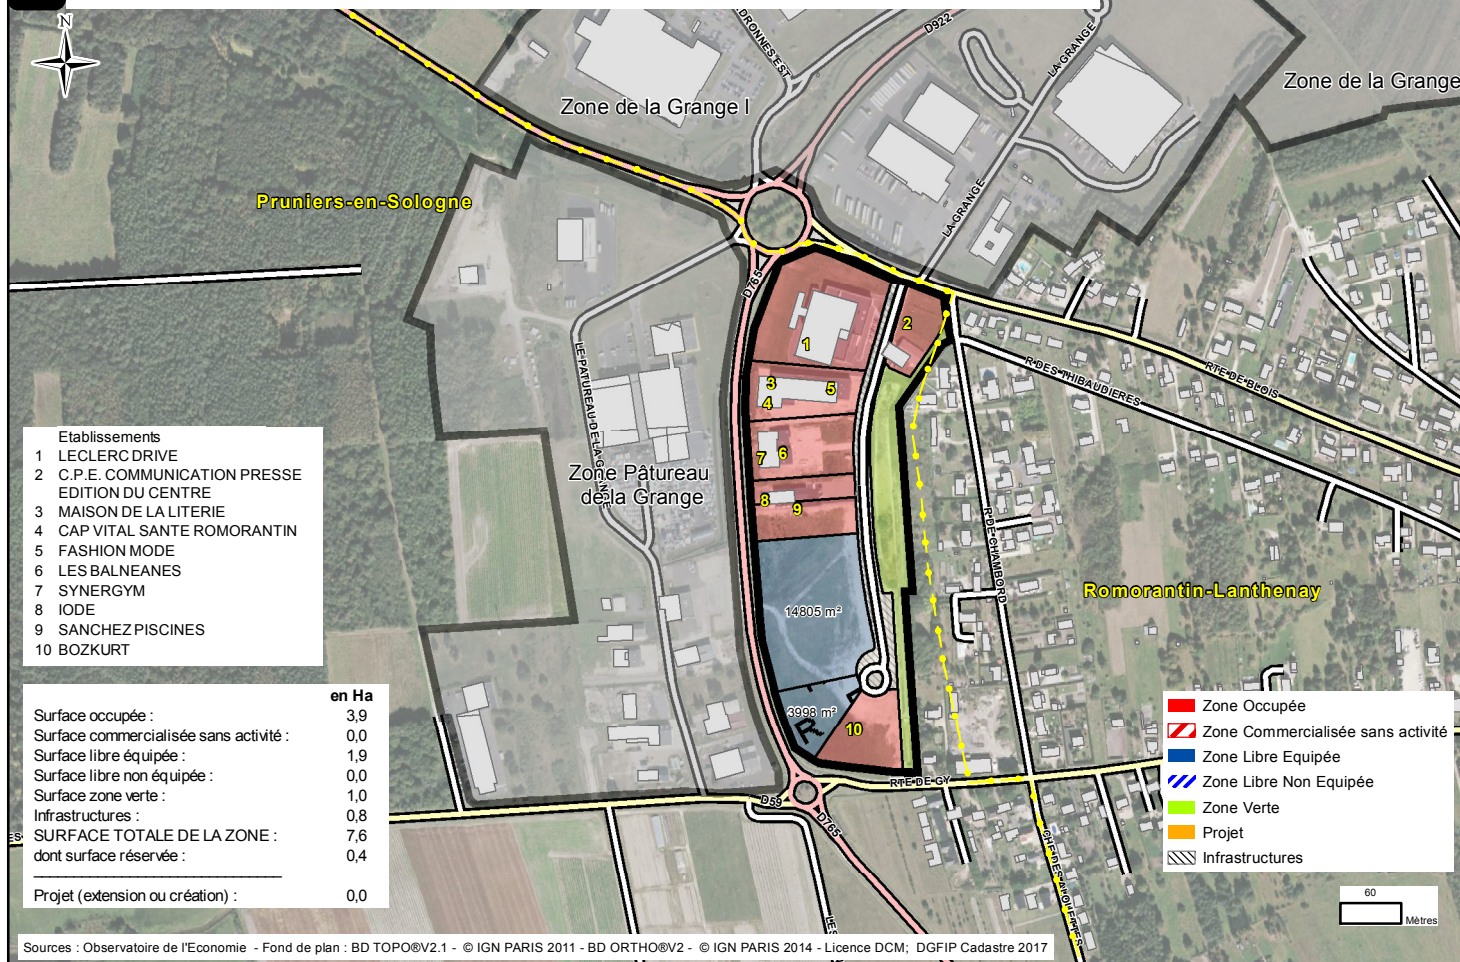 N
EDRONNES EST
D922
LA GRANGE
Zone de la Grange I
Zone de la Grange
Pruniers-en-Sologne
LA GRANGE
D765
2
1
R DES THIBAUDIERES
RTE DE BLOIS
3
5
4
LE PATUREAU DE LA GRANGE
7
6
Zone Pâtureau
de la Grange
8
9
R DE CHAMBORD
Romorantin-Lanthenay
14805 m²
3998 m²
R
10
RTE DE GY
D59
D765
CHE DES ALOUETTES
LES
ES
Etablissements
1 LECLERC DRIVE
2 C.P.E. COMMUNICATION PRESSE
EDITION DU CENTRE
3 MAISON DE LA LITERIE
4 CAP VITAL SANTE ROMORANTIN
5 FASHION MODE
6 LES BALNEANES
7 SYNERGYM
8 IODE
9 SANCHEZ PISCINES
10 BOZKURT
en Ha
Surface occupée : 3,9
Surface commercialisée sans activité : 0,0
Surface libre équipée : 1,9
Surface libre non équipée : 0,0
Surface zone verte : 1,0
Infrastructures : 0,8
SURFACE TOTALE DE LA ZONE : 7,6
dont surface réservée : 0,4
Projet (extension ou création) : 0,0
Zone Occupée
Zone Commercialisée sans activité
Zone Libre Equipée
Zone Libre Non Equipée
Zone Verte
Projet
Infrastructures
60
Mètres
Sources : Observatoire de l'Economie - Fond de plan : BD TOPO®V2.1 - © IGN PARIS 2011 - BD ORTHO®V2 - © IGN PARIS 2014 - Licence DCM; DGFIP Cadastre 2017